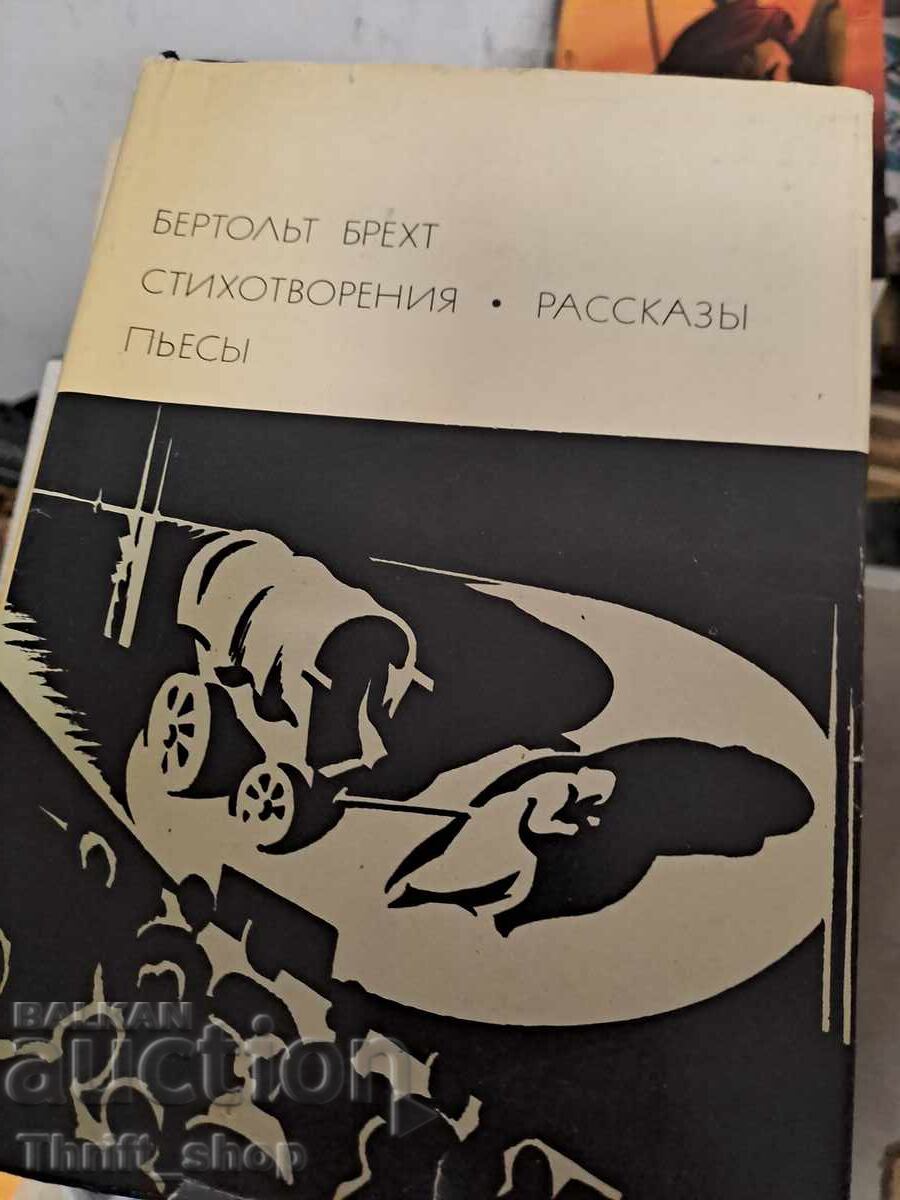 БЕРТОЛЬТ БРЕХТ
СТИХОТВОРЕНИЯ • РАССКАЗЫ
ПЬЕСЫ
BALKAN
auction
Thrift_shop